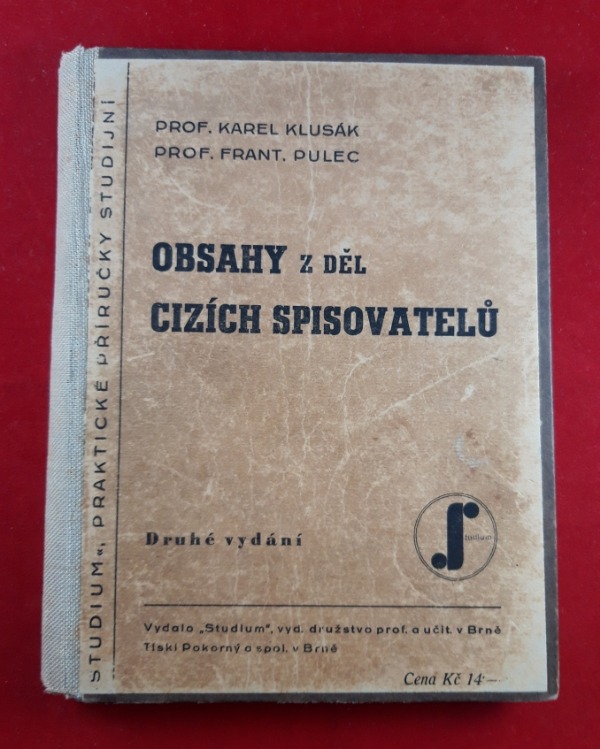 STUDIUM«, PRAKTICKÉ PŘÍRUČKY STUDIJNÍ
PROF. KAREL KLUSÁK
PROF. FRANT. PULEC
OBSAHY Z DĚL
CIZÍCH SPISOVATELŮ
Druhé vydání
STUDIUM
Vydalo „Studium", vyd. družstvo prof. a učit. v Brně
Tiskl Pokorný a spol. v Brně
Cena Kč 14·—